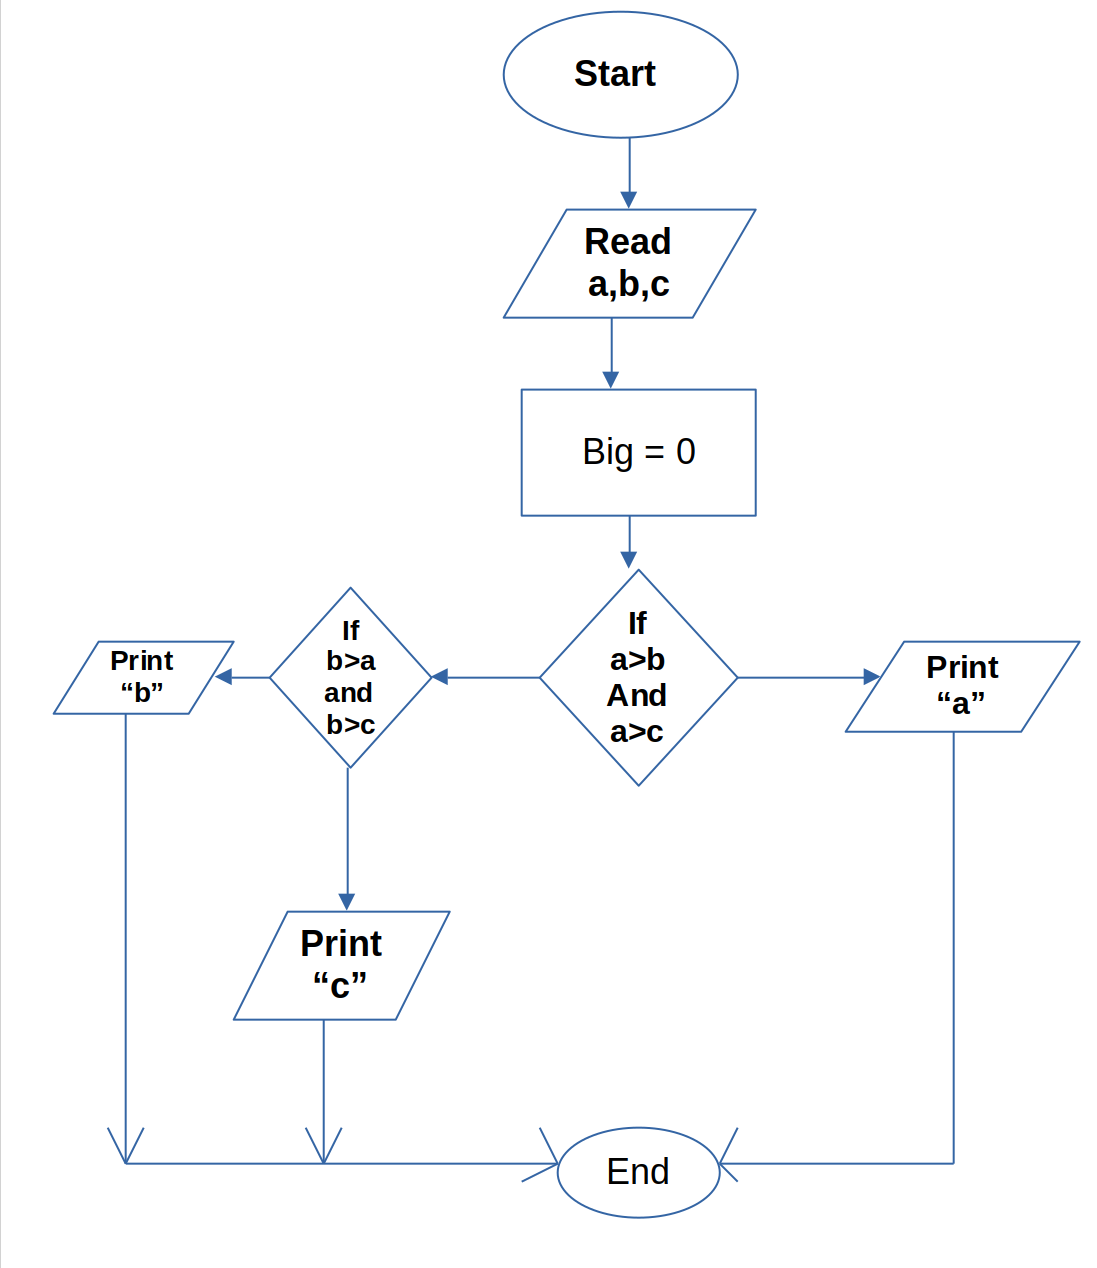 Start
Read
a,b,c
Big = 0
If
a>b
And
a>c
If
b>a
and
b>c
Print
“b”
Print
“a”
Print
“c”
End